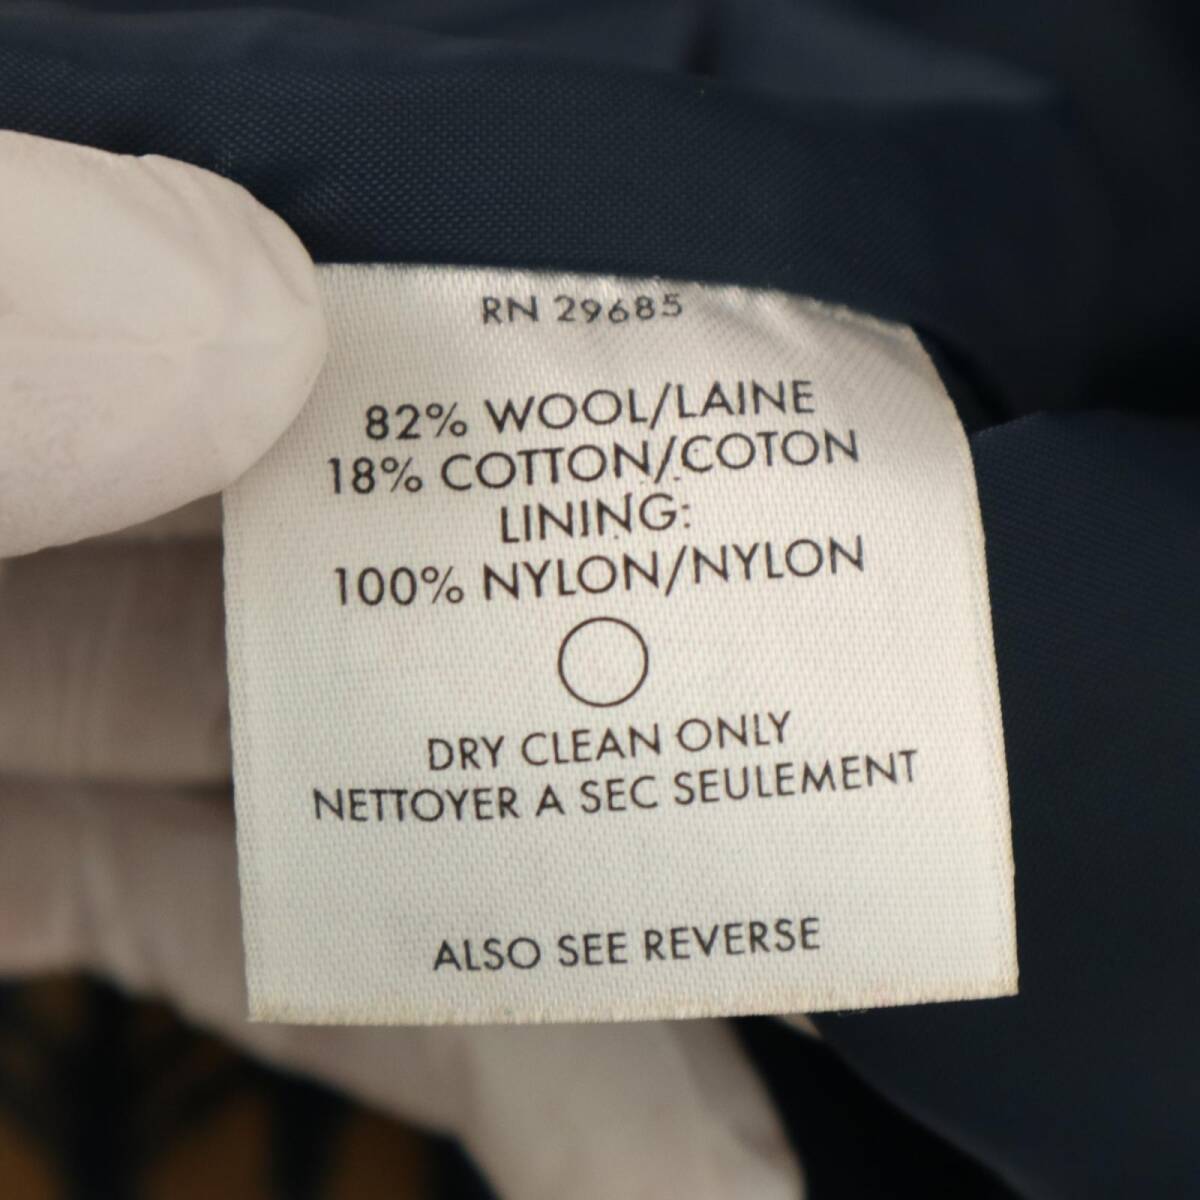 RN 29685
82% WOOL/LAINE
18% COTTON/COTON
LINING:
100% NYLON/NYLON
DRY CLEAN ONLY
NETTOYER A SEC SEULEMENT
ALSO SEE REVERSE